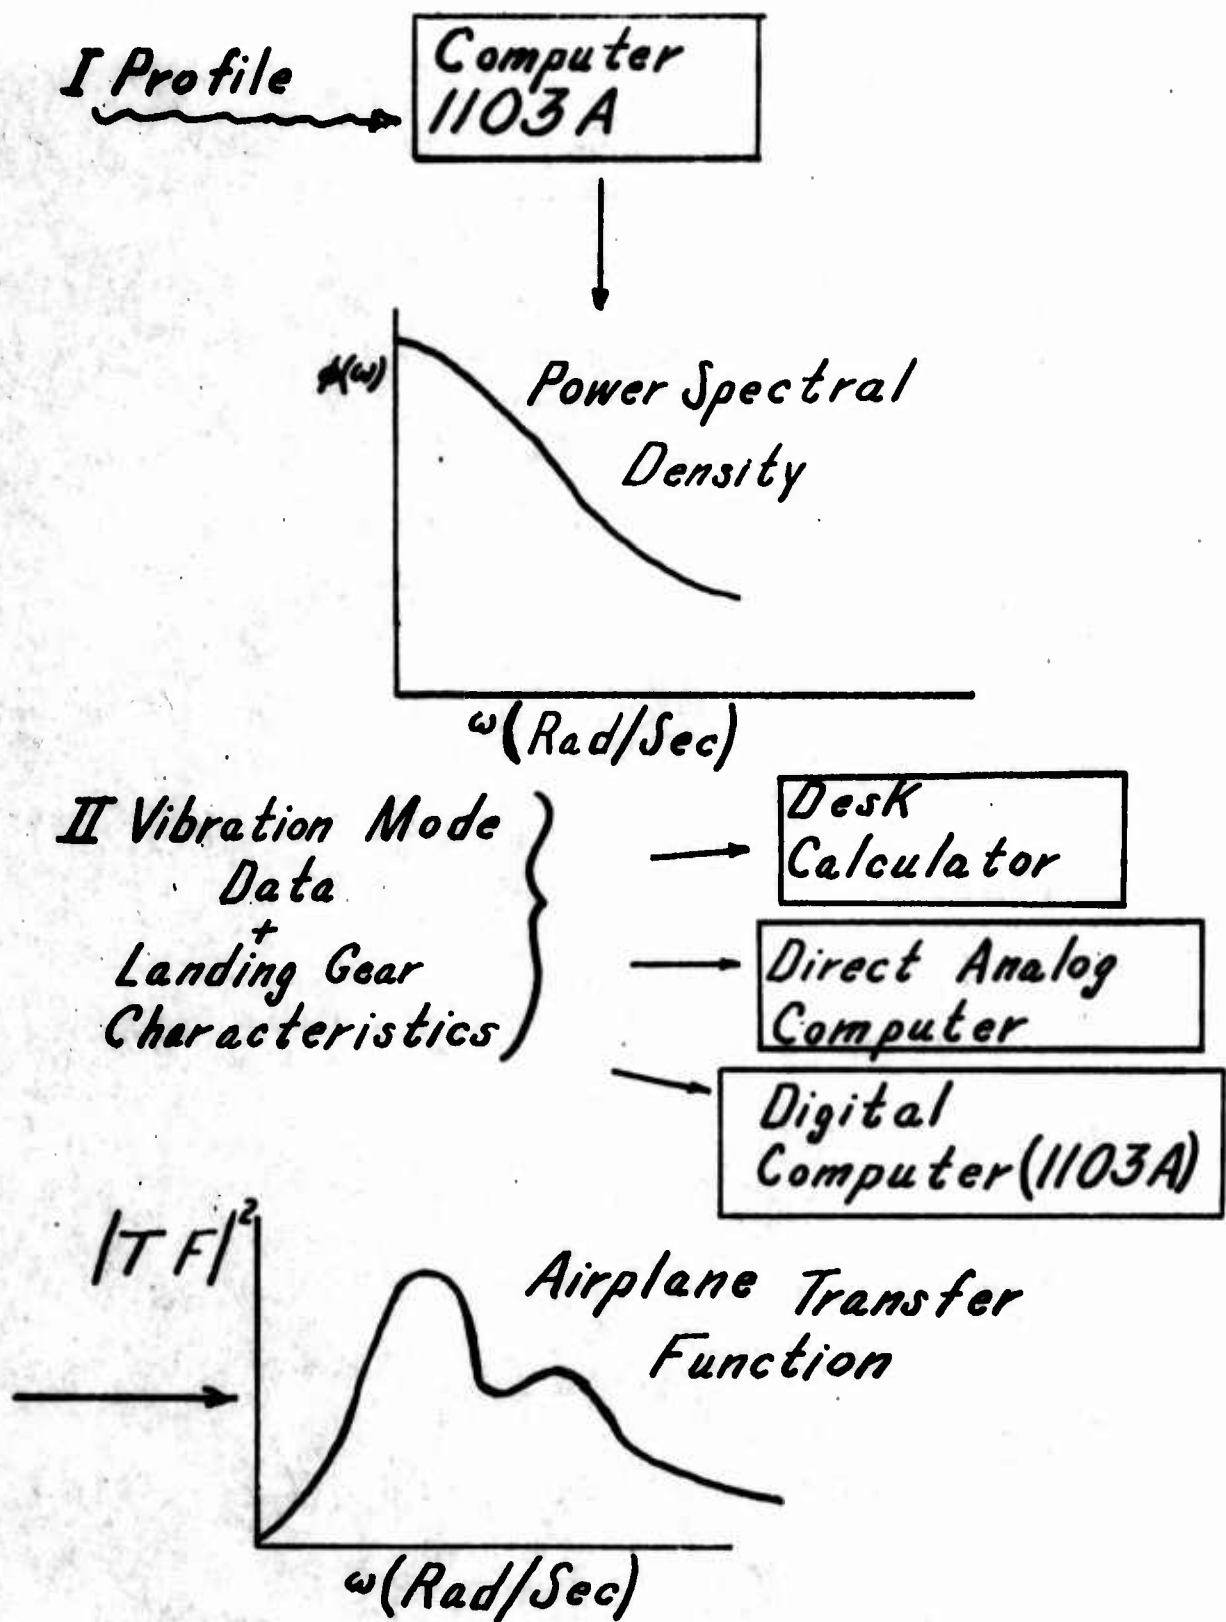 I Profile
Computer
1103A
ϕ(ω)
Power Spectral
Density
ω(Rad/Sec)
II Vibration Mode
Data
+
Landing Gear
Characteristics
Desk
Calculator
Direct Analog
Computer
Digital
Computer(1103A)
|TF|²
Airplane Transfer
Function
ω(Rad/Sec)